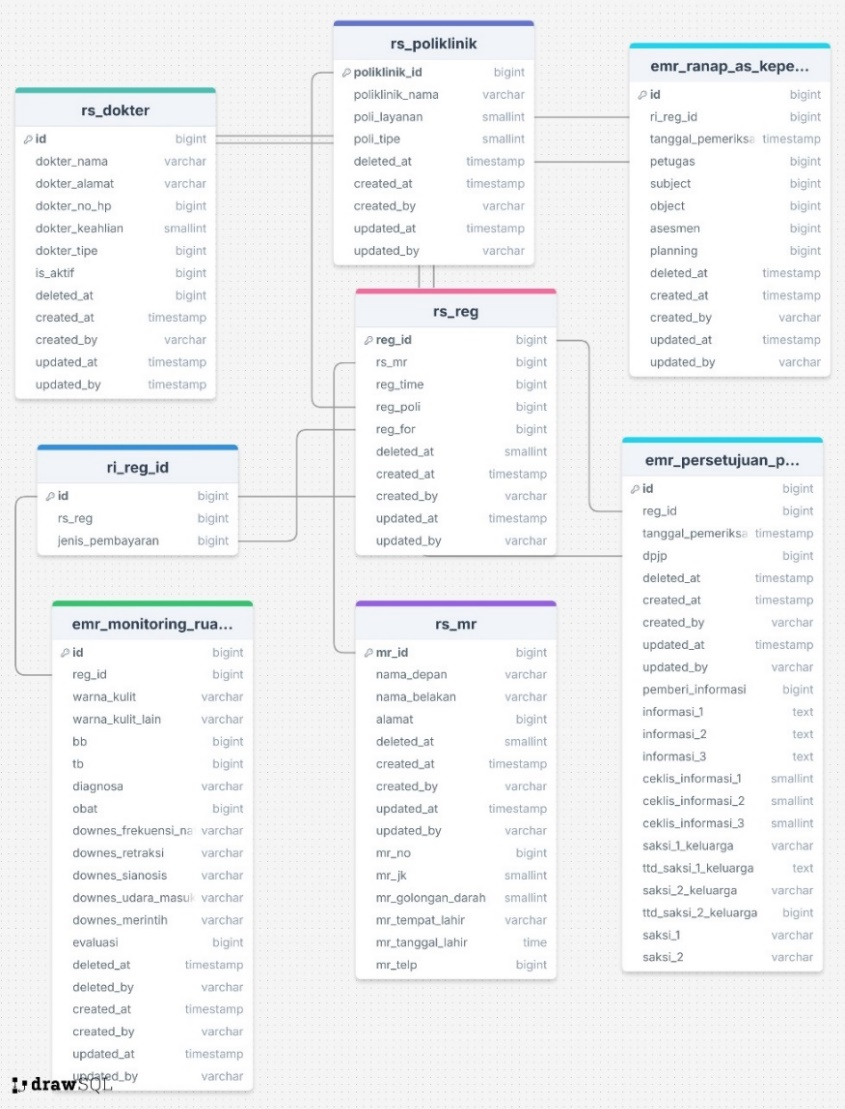 rs_poliklinik
poliklinik_id bigint
poliklinik_nama varchar
poli_layanan smallint
poli_tipe smallint
deleted_at timestamp
created_at timestamp
created_by varchar
updated_at timestamp
updated_by varchar
emr_ranap_as_kepe...
id bigint
ri_reg_id bigint
tanggal_pemeriksa timestamp
petugas bigint
subject bigint
object bigint
asesmen bigint
planning bigint
deleted_at timestamp
created_at timestamp
created_by varchar
updated_at timestamp
updated_by varchar
rs_dokter
id bigint
dokter_nama varchar
dokter_alamat varchar
dokter_no_hp bigint
dokter_keahlian smallint
dokter_tipe bigint
is_aktif bigint
deleted_at bigint
created_at timestamp
created_by varchar
updated_at timestamp
updated_by timestamp
rs_reg
reg_id bigint
rs_mr bigint
reg_time bigint
reg_poli bigint
reg_for bigint
deleted_at smallint
created_at timestamp
created_by varchar
updated_at timestamp
updated_by varchar
ri_reg_id
id bigint
rs_reg bigint
jenis_pembayaran bigint
emr_persetujuan_p...
id bigint
reg_id bigint
tanggal_pemeriksa timestamp
dpjp bigint
deleted_at timestamp
created_at timestamp
created_by varchar
updated_at timestamp
updated_by varchar
pemberi_informasi bigint
informasi_1 text
informasi_2 text
informasi_3 text
ceklis_informasi_1 smallint
ceklis_informasi_2 smallint
ceklis_informasi_3 smallint
saksi_1_keluarga varchar
ttd_saksi_1_keluarga text
saksi_2_keluarga varchar
ttd_saksi_2_keluarga bigint
saksi_1 varchar
saksi_2 varchar
emr_monitoring_rua...
id bigint
reg_id bigint
warna_kulit varchar
warna_kulit_lain varchar
bb bigint
tb bigint
diagnosa varchar
obat bigint
downes_frekuensi_na varchar
downes_retraksi varchar
downes_sianosis varchar
downes_udara_masuk varchar
downes_merintih varchar
evaluasi bigint
deleted_at timestamp
deleted_by varchar
created_at timestamp
created_by varchar
updated_at timestamp
updated_by varchar
rs_mr
mr_id bigint
nama_depan varchar
nama_belakan varchar
alamat bigint
deleted_at smallint
created_at timestamp
created_by varchar
updated_at timestamp
updated_by varchar
mr_no bigint
mr_jk smallint
mr_golongan_darah smallint
mr_tempat_lahir varchar
mr_tanggal_lahir time
mr_telp bigint
drawSQL